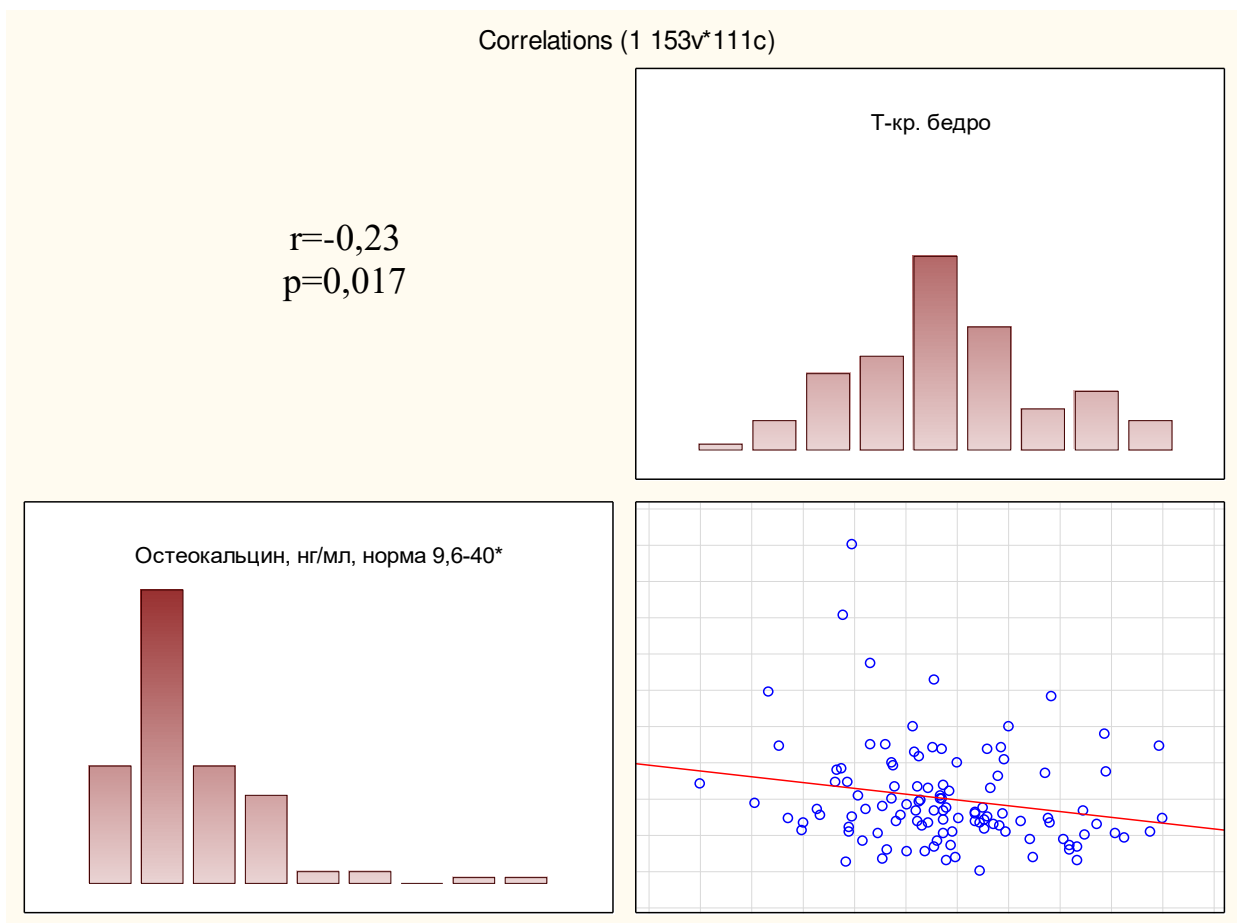 Correlations (1 153v*111c)
Т-кр. бедро
r=-0,23
p=0,017
Остеокальцин, нг/мл, норма 9,6-40*